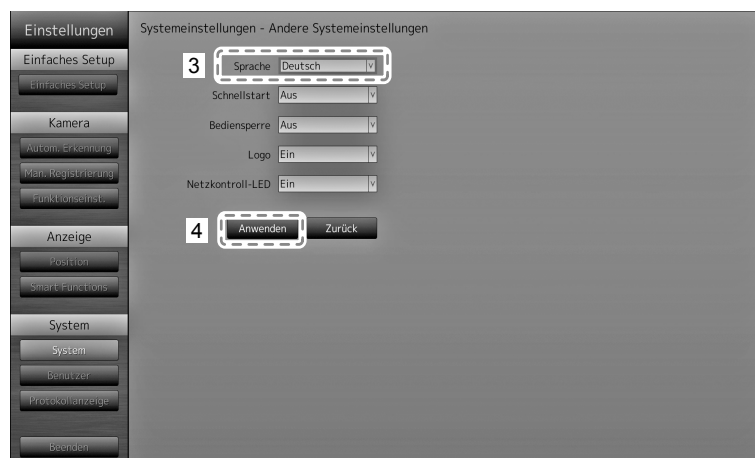 Einstellungen
Einfaches Setup
Einfaches Setup
Kamera
Autom. Erkennung
Man. Registrierung
Funktionseinst.
Anzeige
Position
Smart Functions
System
System
Benutzer
Protokollanzeige
Beenden
Systemeinstellungen - Andere Systemeinstellungen
3 Sprache Deutsch
Schnellstart Aus
Bediensperre Aus
Logo Ein
Netzkontroll-LED Ein
4 Anwenden Zurück